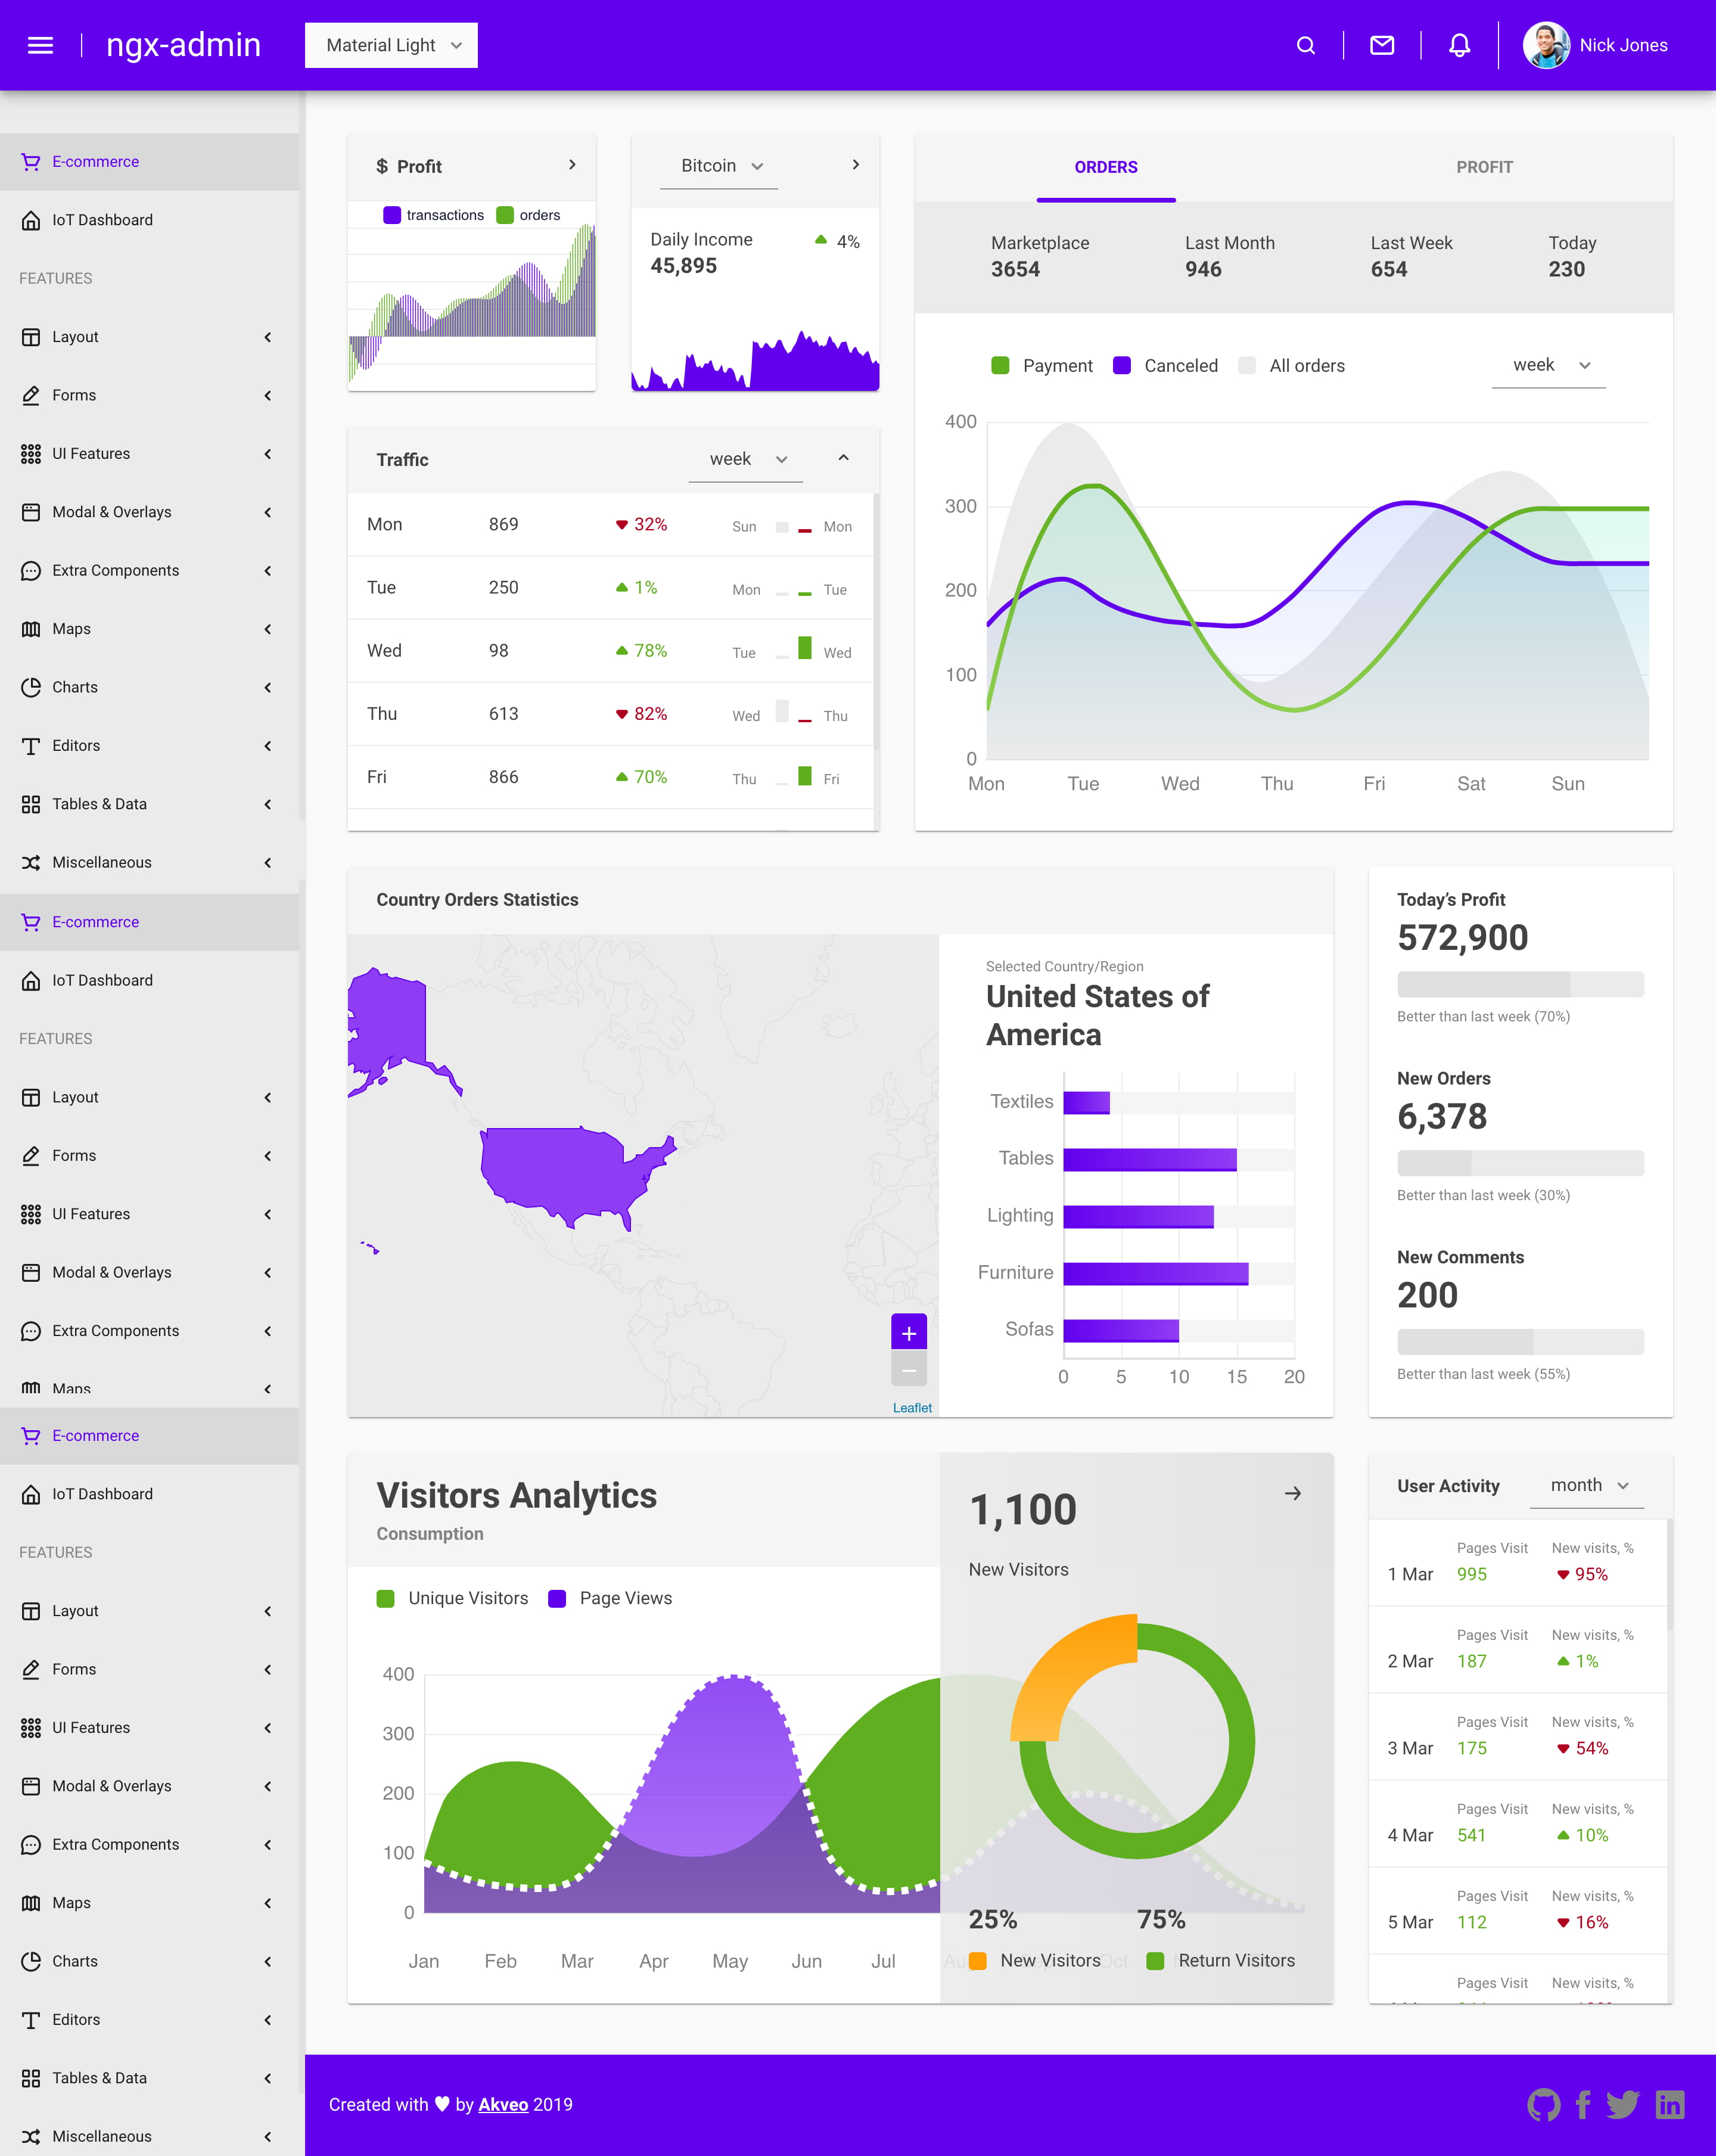 ngx-admin
Material Light
Nick Jones
E-commerce
IoT Dashboard
FEATURES
Layout
Forms
UI Features
Modal & Overlays
Extra Components
Maps
Charts
Editors
Tables & Data
Miscellaneous
E-commerce
IoT Dashboard
FEATURES
Layout
Forms
UI Features
Modal & Overlays
Extra Components
Maps
E-commerce
IoT Dashboard
FEATURES
Layout
Forms
UI Features
Modal & Overlays
Extra Components
Maps
Charts
Editors
Tables & Data
Miscellaneous
$ Profit
transactions orders
Bitcoin
Daily Income 4%
45,895
ORDERS PROFIT
Marketplace Last Month Last Week Today
3654 946 654 230
Payment Canceled All orders week
400
300
200
100
0
Mon Tue Wed Thu Fri Sat Sun
Traffic week
Mon 869 32% Sun Mon
Tue 250 1% Mon Tue
Wed 98 78% Tue Wed
Thu 613 82% Wed Thu
Fri 866 70% Thu Fri
Country Orders Statistics
Leaflet
Selected Country/Region
United States of
America
Textiles
Tables
Lighting
Furniture
Sofas
0 5 10 15 20
Today’s Profit
572,900
Better than last week (70%)
New Orders
6,378
Better than last week (30%)
New Comments
200
Better than last week (55%)
Visitors Analytics
Consumption
Unique Visitors Page Views
400
300
200
100
0
Jan Feb Mar Apr May Jun Jul
1,100
New Visitors
25% 75%
New Visitors Return Visitors
User Activity month
Pages Visit New visits, %
1 Mar 995 95%
Pages Visit New visits, %
2 Mar 187 1%
Pages Visit New visits, %
3 Mar 175 54%
Pages Visit New visits, %
4 Mar 541 10%
Pages Visit New visits, %
5 Mar 112 16%
Pages Visit New visits, %
Created with by Akveo 2019